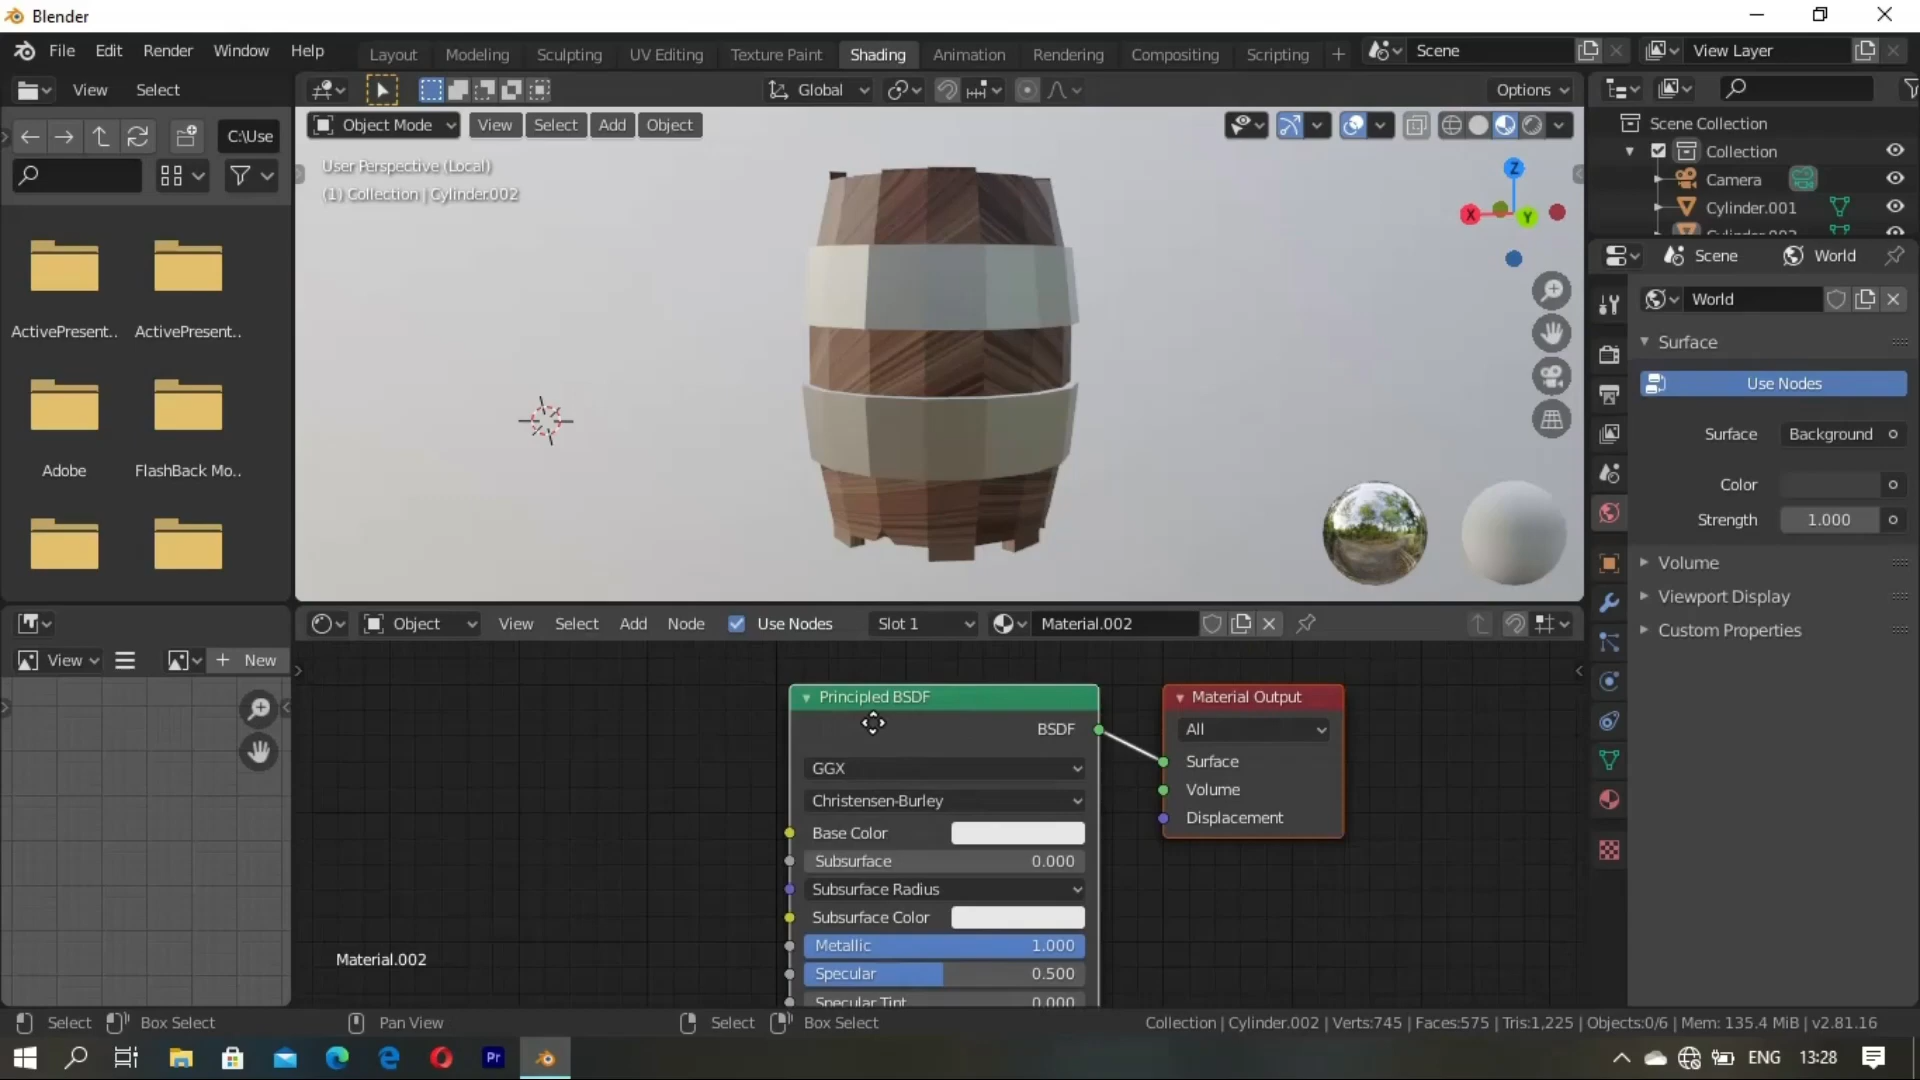 Blender
File Edit Render Window Help
Layout Modeling Sculpting UV Editing Texture Paint Shading Animation Rendering Compositing Scripting +
Scene
View Layer
View Select
Global
Options
C:\Use
Object Mode View Select Add Object
User Perspective (Local)
(1) Collection | Cylinder.002
Z
X
Y
ActivePresent..
ActivePresent..
Adobe
FlashBack Mo..
Scene Collection
Collection
Camera
Cylinder.001
Scene World
World
Surface
Use Nodes
Surface Background
Color
Strength 1.000
Volume
Viewport Display
Custom Properties
View
+ New
Object View Select Add Node Use Nodes Slot 1 Material.002
Principled BSDF
BSDF
GGX
Christensen-Burley
Base Color
Subsurface 0.000
Subsurface Radius
Subsurface Color
Metallic 1.000
Specular 0.500
Specular Tint 0.000
Material Output
All
Surface
Volume
Displacement
Material.002
Select Box Select Pan View Select Box Select
Collection | Cylinder.002 | Verts:745 | Faces:575 | Tris:1,225 | Objects:0/6 | Mem: 135.4 MiB | v2.81.16
Pr
ENG 13:28